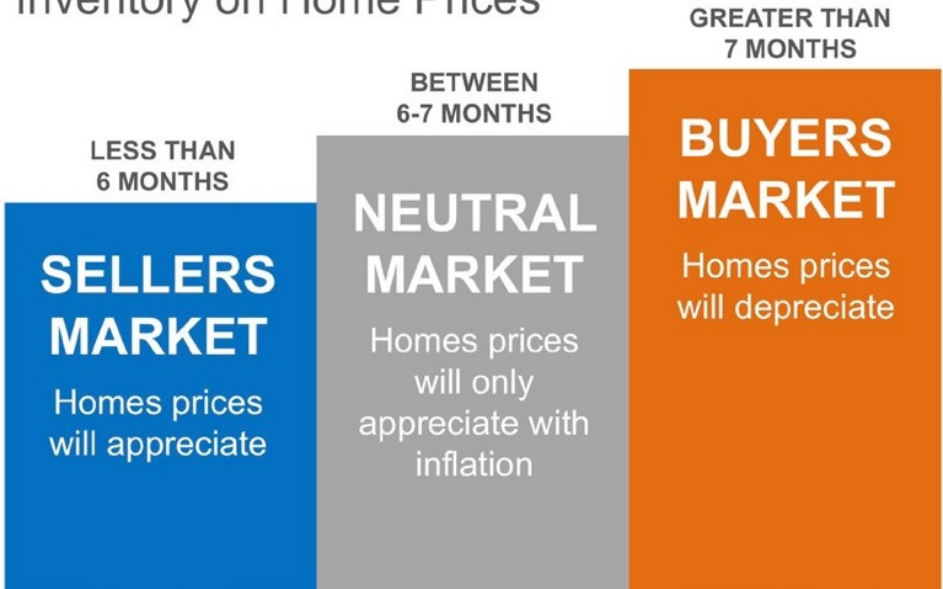 Inventory on Home Prices
LESS THAN
6 MONTHS
SELLERS
MARKET
Homes prices
will appreciate
BETWEEN
6-7 MONTHS
NEUTRAL
MARKET
Homes prices
will only
appreciate with
inflation
GREATER THAN
7 MONTHS
BUYERS
MARKET
Homes prices
will depreciate